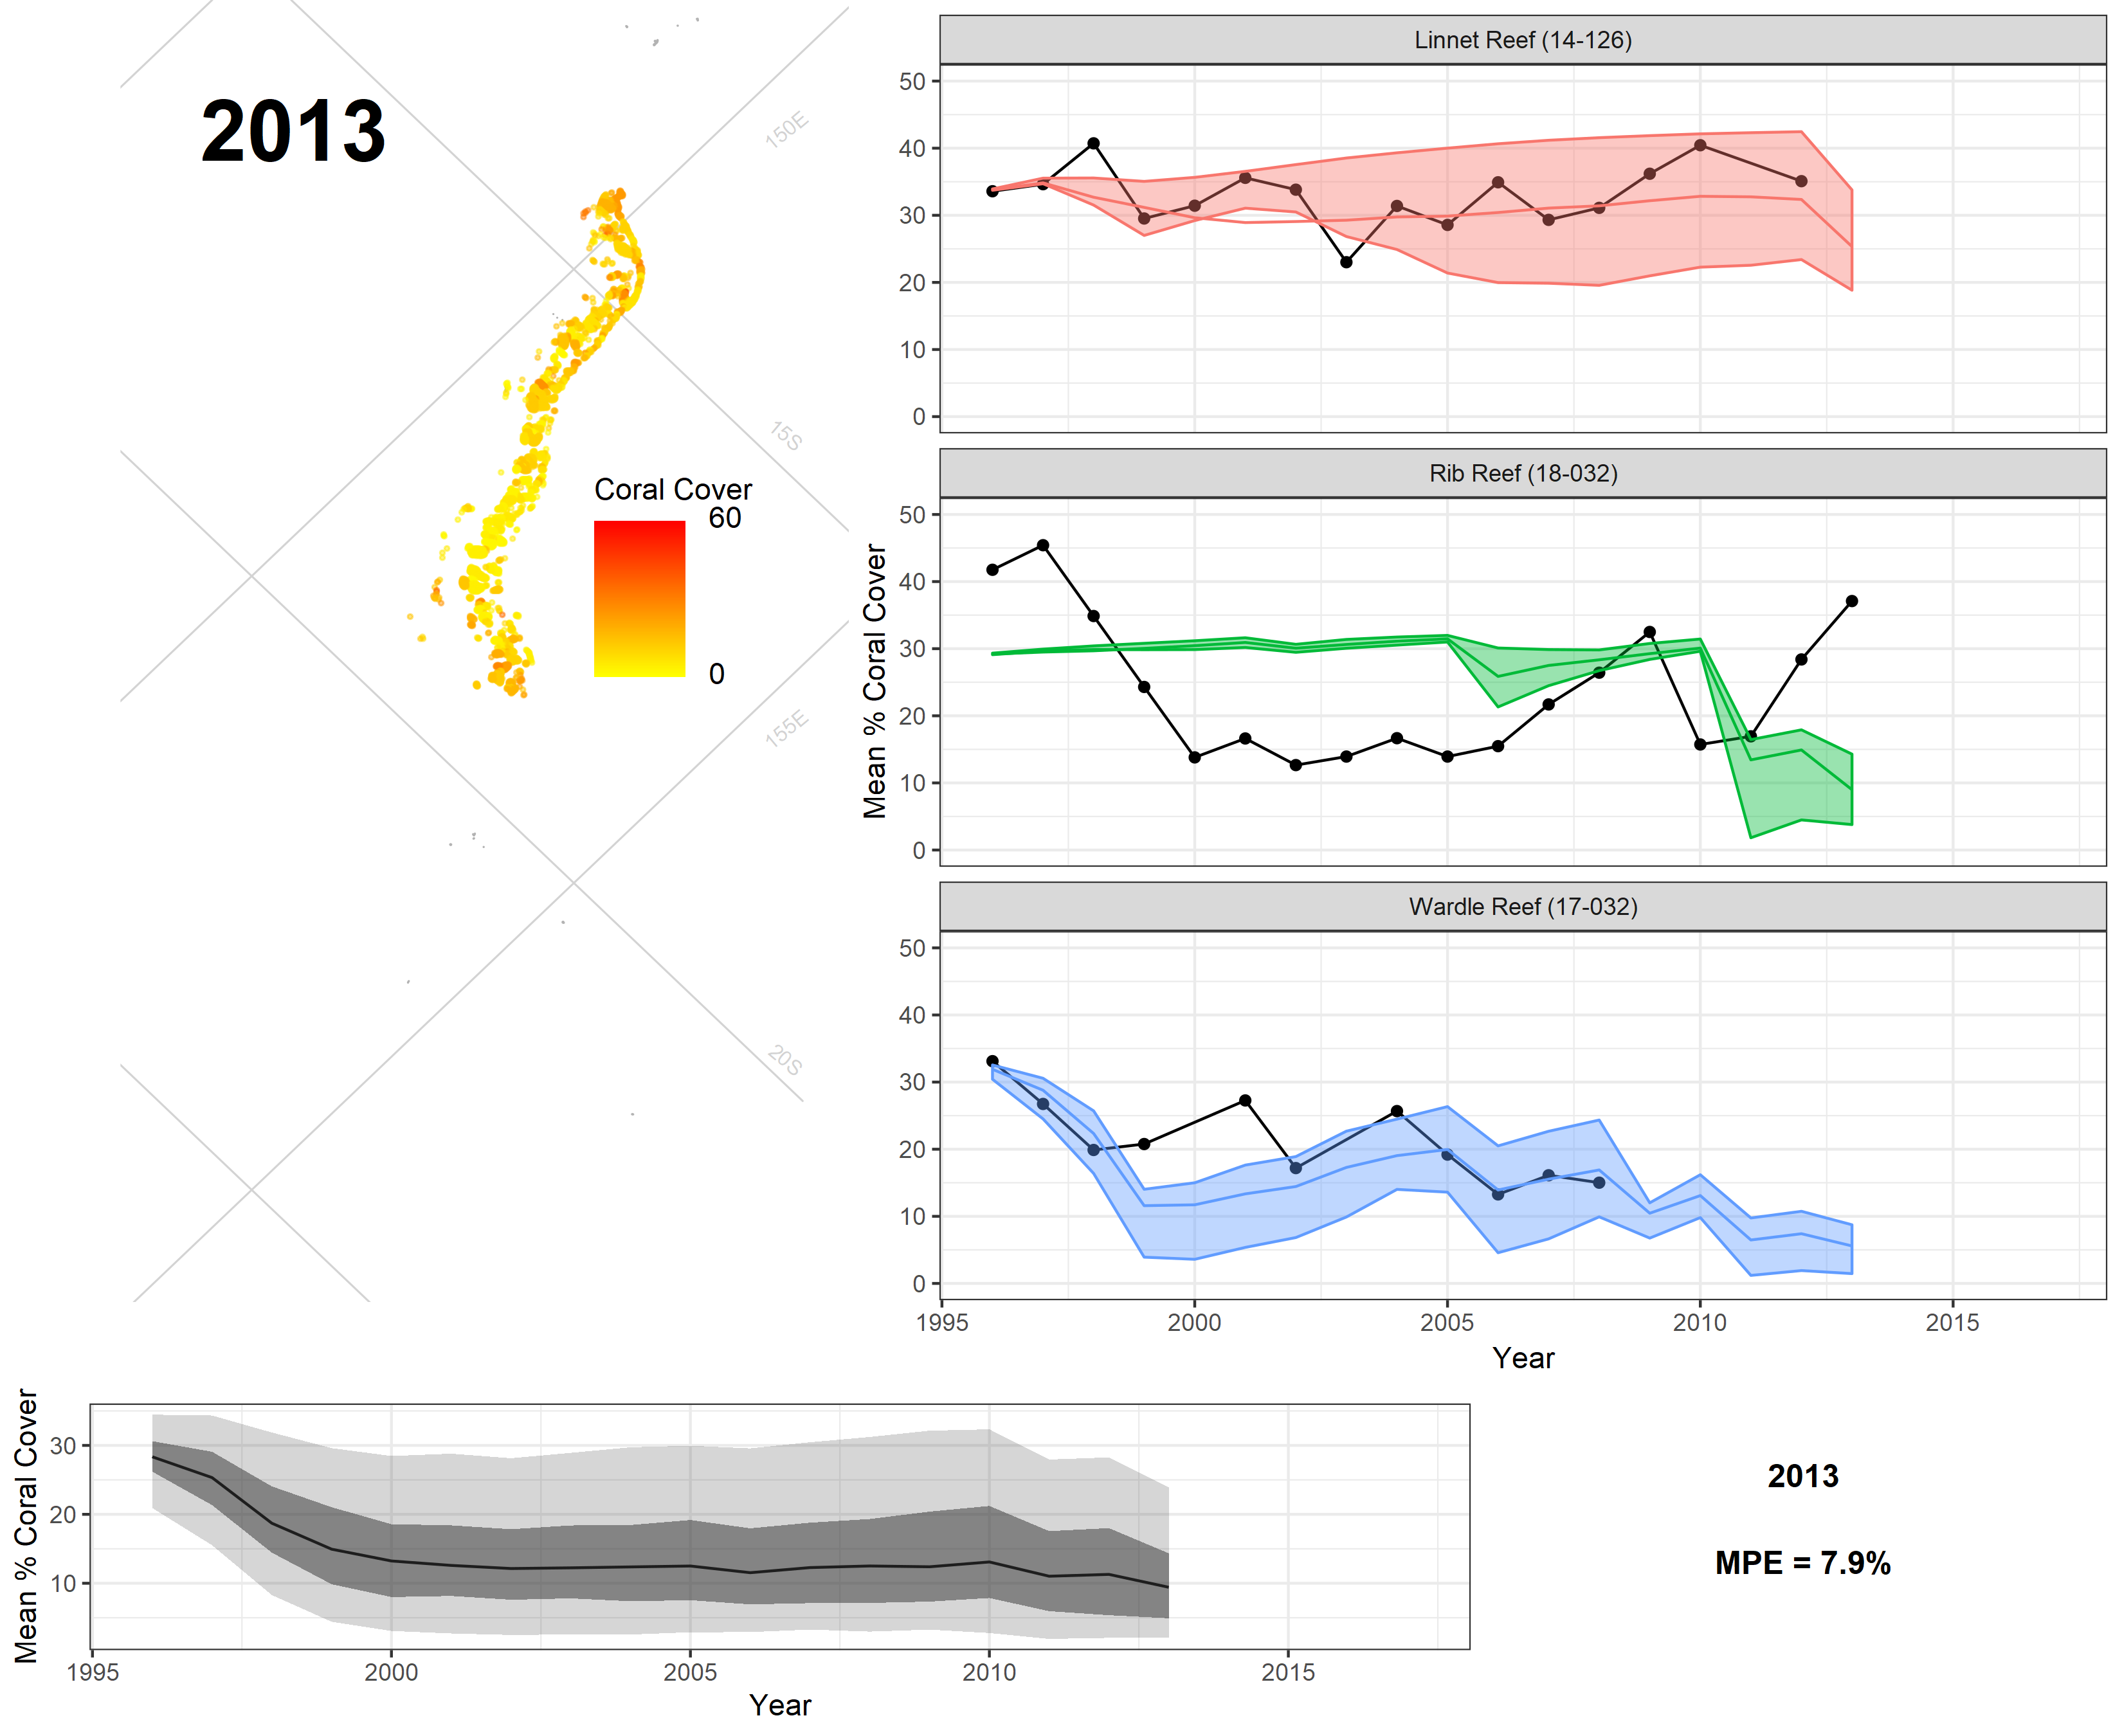 2013
150E
15S
Coral Cover
60
0
155E
20S
Linnet Reef (14-126)
50
40
30
20
10
0
Rib Reef (18-032)
50
40
30
20
10
0
Mean % Coral Cover
Wardle Reef (17-032)
50
40
30
20
10
0
1995 2000 2005 2010 2015
Year
Mean % Coral Cover
30
20
10
1995 2000 2005 2010 2015
Year
2013
MPE = 7.9%